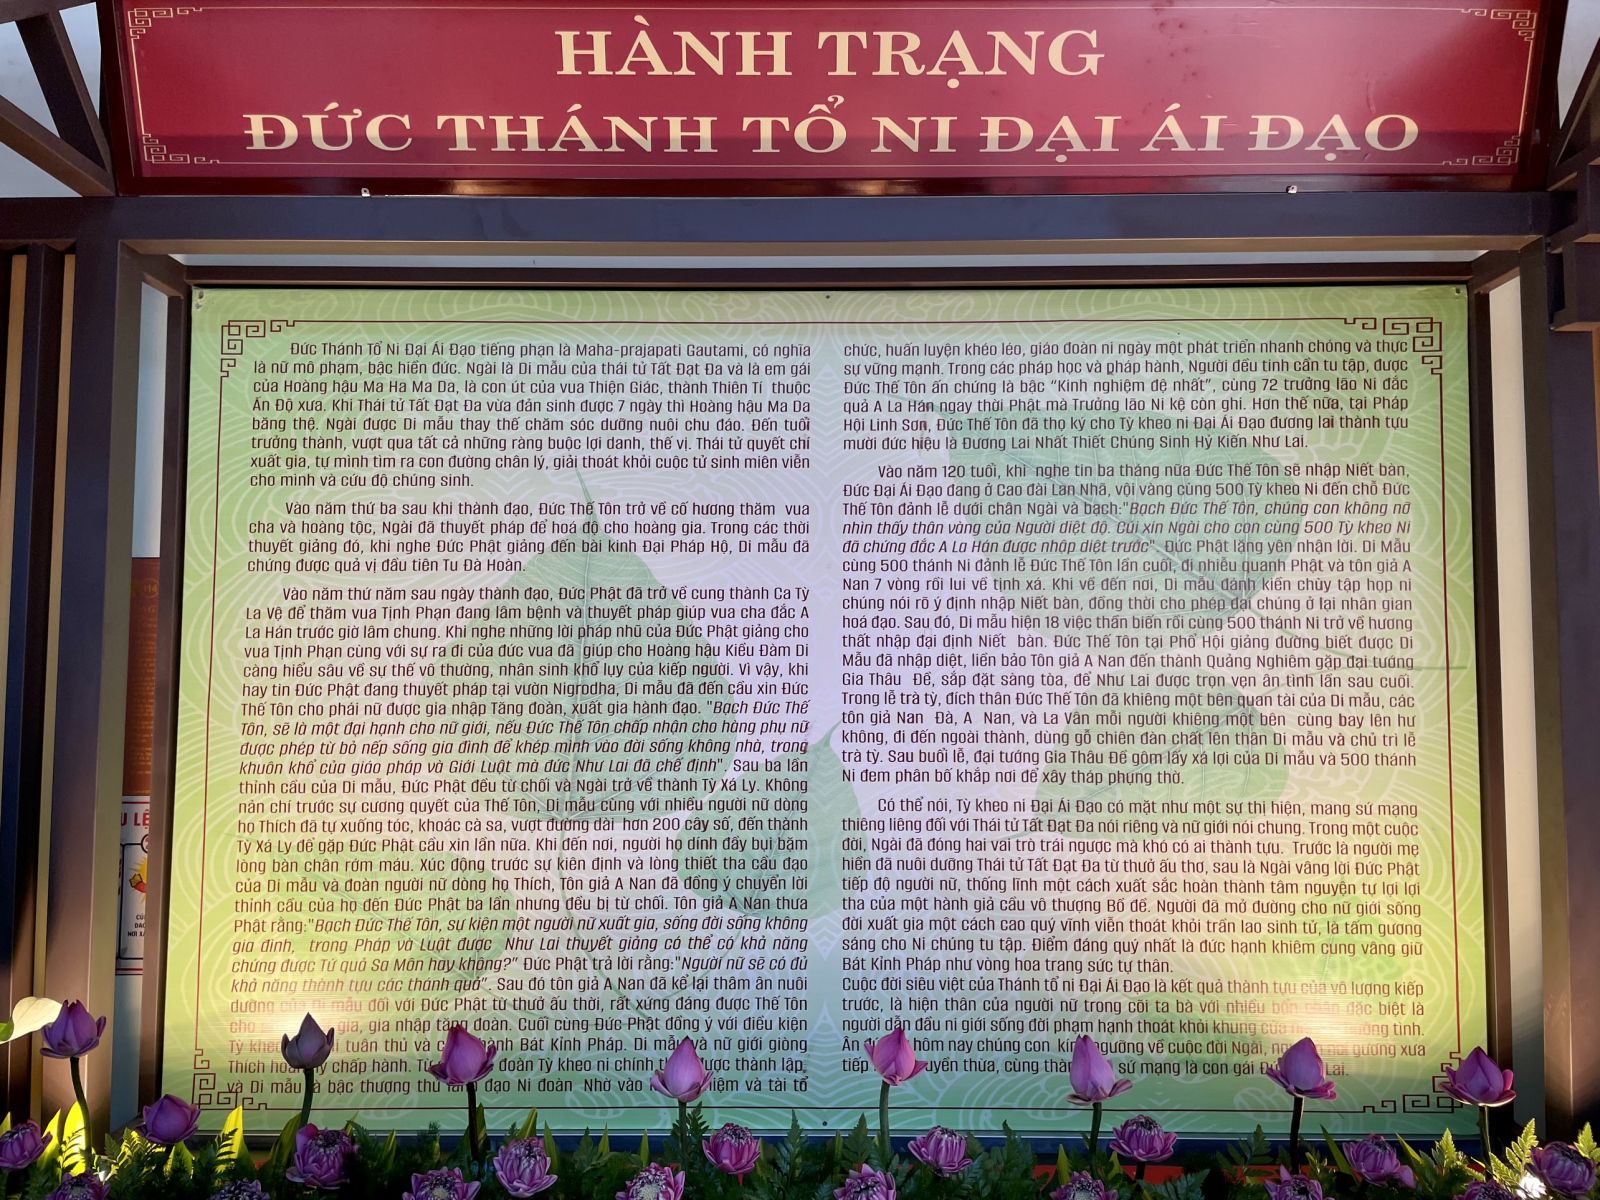 HÀNH TRẠNG
ĐỨC THÁNH TỔ NI ĐẠI ÁI ĐẠO
Đức Thánh Tổ Ni Đại Ái Đạo tiếng phạn là Maha-prajapati Gautami, có nghĩa
là nữ mô phạm, bậc hiền đức. Ngài là Di mẫu của thái tử Tất Đạt Đa và là em gái
của Hoàng hậu Ma Ha Ma Da, là con út của vua Thiện Giác, thành Thiên Tí thuộc
Ấn Độ xưa. Khi Thái tử Tất Đạt Đa vừa đản sinh được 7 ngày thì Hoàng hậu Ma Da
băng thệ. Ngài được Di mẫu thay thế chăm sóc dưỡng nuôi chu đáo. Đến tuổi
trưởng thành, vượt qua tất cả những ràng buộc lợi danh, thế vị. Thái tử quyết chí
xuất gia, tự mình tìm ra con đường chân lý, giải thoát khỏi cuộc tử sinh miên viễn
cho mình và cứu độ chúng sinh.
Vào năm thứ ba sau khi thành đạo, Đức Thế Tôn trở về cố hương thăm vua
cha và hoàng tộc, Ngài đã thuyết pháp để hoá độ cho hoàng gia. Trong các thời
thuyết giảng đó, khi nghe Đức Phật giảng đến bài kinh Đại Pháp Hộ, Di mẫu đã
chứng được quả vị đầu tiên Tu Đà Hoàn.
Vào năm thứ năm sau ngày thành đạo, Đức Phật đã trở về cung thành Ca Tỳ
La Vệ để thăm vua Tịnh Phạn đang lâm bệnh và thuyết pháp giúp vua cha đắc A
La Hán trước giờ lâm chung. Khi nghe những lời pháp nhũ của Đức Phật giảng cho
vua Tịnh Phạn cùng với sự ra đi của đức vua đã giúp cho Hoàng hậu Kiều Đàm Di
càng hiểu sâu về sự thế vô thường, nhân sinh khổ lụy của kiếp người. Vì vậy, khi
hay tin Đức Phật đang thuyết pháp tại vườn Nigrodha, Di mẫu đã đến cầu xin Đức
Thế Tôn cho phái nữ được gia nhập Tăng đoàn, xuất gia hành đạo. "Bạch Đức Thế
Tôn, sẽ là một đại hạnh cho nữ giới, nếu Đức Thế Tôn chấp nhận cho hàng phụ nữ
được phép từ bỏ nếp sống gia đình để khép mình vào đời sống không nhà, trong
khuôn khổ của giáo pháp và Giới Luật mà đức Như Lai đã chế định". Sau ba lần
thỉnh cầu của Di mẫu, Đức Phật đều từ chối và Ngài trở về thành Tỳ Xá Ly. Không
nản chí trước sự cương quyết của Thế Tôn, Di mẫu cùng với nhiều người nữ dòng
họ Thích đã tự xuống tóc, khoác cà sa, vượt đường dài hơn 200 cây số, đến thành
Tỳ Xá Ly để gặp Đức Phật cầu xin lần nữa. Khi đến nơi, người họ dính đầy bụi bặm
lòng bàn chân rớm máu. Xúc động trước sự kiên định và lòng thiết tha cầu đạo
của Di mẫu và đoàn người nữ dòng họ Thích, Tôn giả A Nan đã đồng ý chuyển lời
thỉnh cầu của họ đến Đức Phật ba lần nhưng đều bị từ chối. Tôn giả A Nan thưa
Phật rằng:"Bạch Đức Thế Tôn, sự kiện một người nữ xuất gia, sống đời sống không
gia đình, trong Pháp và Luật được Như Lai thuyết giảng có thể có khả năng
chứng được Tứ quả Sa Môn hay không?" Đức Phật trả lời rằng:"Người nữ sẽ có đủ
khả năng thành tựu các thánh quả". Sau đó tôn giả A Nan đã kể lại thâm ân nuôi
dưỡng của Di mẫu đối với Đức Phật từ thưở ấu thời, rất xứng đáng được Thế Tôn
cho gia, gia nhập tăng đoàn. Cuối cùng Đức Phật đồng ý với điều kiện
Tỳ kheo tuân thủ và hành Bát Kỉnh Pháp. Di mẫu và nữ giới giòng
Thích chấp hành. Từ đoàn Tỳ kheo ni chính được thành lập,
và Di mẫu là bậc thượng thủ đạo Ni đoàn Nhờ vào và tài tổ
chức, huấn luyện khéo léo, giáo đoàn ni ngày một phát triển nhanh chóng và thực
sự vững mạnh. Trong các pháp học và pháp hành, Người đều tinh cần tu tập, được
Đức Thế Tôn ấn chứng là bậc "Kinh nghiệm đệ nhất", cùng 72 trưởng lão Ni đắc
quả A La Hán ngay thời Phật mà Trưởng lão Ni kệ còn ghi. Hơn thế nữa, tại Pháp
Hội Linh Sơn, Đức Thế Tôn đã thọ ký cho Tỳ kheo ni Đại Ái Đạo đương lai thành tựu
mười đức hiệu là Đương Lai Nhất Thiết Chúng Sinh Hỷ Kiến Như Lai.
Vào năm 120 tuổi, khi nghe tin ba tháng nữa Đức Thế Tôn sẽ nhập Niết bàn,
Đức Đại Ái Đạo đang ở Cao đài Lan Nhã, vội vàng cùng 500 Tỳ kheo Ni đến chỗ Đức
Thế Tôn đảnh lễ dưới chân Ngài và bạch:"Bạch Đức Thế Tôn, chúng con không nỡ
nhìn thấy thân vàng của Người diệt độ. Cúi xin Ngài cho con cùng 500 Tỳ kheo Ni
đã chứng đắc A La Hán được nhập diệt trước". Đức Phật lặng yên nhận lời. Di Mẫu
cùng 500 thánh Ni đảnh lễ Đức Thế Tôn lần cuối, đi nhiễu quanh Phật và tôn giả A
Nan 7 vòng rồi lui về tịnh xá. Khi về đến nơi, Di mẫu đánh kiền chùy tập họp ni
chúng nói rõ ý định nhập Niết bàn, đồng thời cho phép đại chúng ở lại nhân gian
hoá đạo. Sau đó, Di mẫu hiện 18 việc thần biến rồi cùng 500 thánh Ni trở về hương
thất nhập đại định Niết bàn. Đức Thế Tôn tại Phổ Hội giảng đường biết được Di
Mẫu đã nhập diệt, liền bảo Tôn giả A Nan đến thành Quảng Nghiêm gặp đại tướng
Gia Thâu Đề, sắp đặt sàng tòa, để Như Lai được trọn vẹn ân tình lần sau cuối.
Trong lễ trà tỳ, đích thân Đức Thế Tôn đã khiêng một bên quan tài của Di mẫu, các
tôn giả Nan Đà, A Nan, và La Vân mỗi người khiêng một bên cùng bay lên hư
không, đi đến ngoài thành, dùng gỗ chiên đàn chất lên thân Di mẫu và chủ trì lễ
trà tỳ. Sau buổi lễ, đại tướng Gia Thâu Đề gôm lấy xá lợi của Di mẫu và 500 thánh
Ni đem phân bố khắp nơi để xây tháp phụng thờ.
Có thể nói, Tỳ kheo ni Đại Ái Đạo có mặt như một sự thị hiện, mang sứ mạng
thiêng liêng đối với Thái tử Tất Đạt Đa nói riêng và nữ giới nói chung. Trong một cuộc
đời, Ngài đã đóng hai vai trò trái ngược mà khó có ai thành tựu. Trước là người mẹ
hiền đã nuôi dưỡng Thái tử Tất Đạt Đa từ thưở ấu thơ, sau là Ngài vâng lời Đức Phật
tiếp độ người nữ, thống lĩnh một cách xuất sắc hoàn thành tâm nguyện tự lợi lợi
tha của một hành giả cầu vô thượng Bồ đề. Người đã mở đường cho nữ giới sống
đời xuất gia một cách cao quý vĩnh viễn thoát khỏi trần lao sinh tử, là tấm gương
sáng cho Ni chúng tu tập. Điểm đáng quý nhất là đức hạnh khiêm cung vâng giữ
Bát Kỉnh Pháp như vòng hoa trang sức tự thân.
Cuộc đời siêu việt của Thánh tổ ni Đại Ái Đạo là kết quả thành tựu của vô lượng kiếp
trước, là hiện thân của người nữ trong cõi ta bà với nhiều bổn phận đặc biệt là
người dẫn đầu ni giới sống đời phạm hạnh thoát khỏi khung của thường tình.
Ân hôm nay chúng con kính ngưỡng về cuộc đời Ngài, gương xưa
tiếp truyền thừa, cùng sứ mạng là con gái Lai.